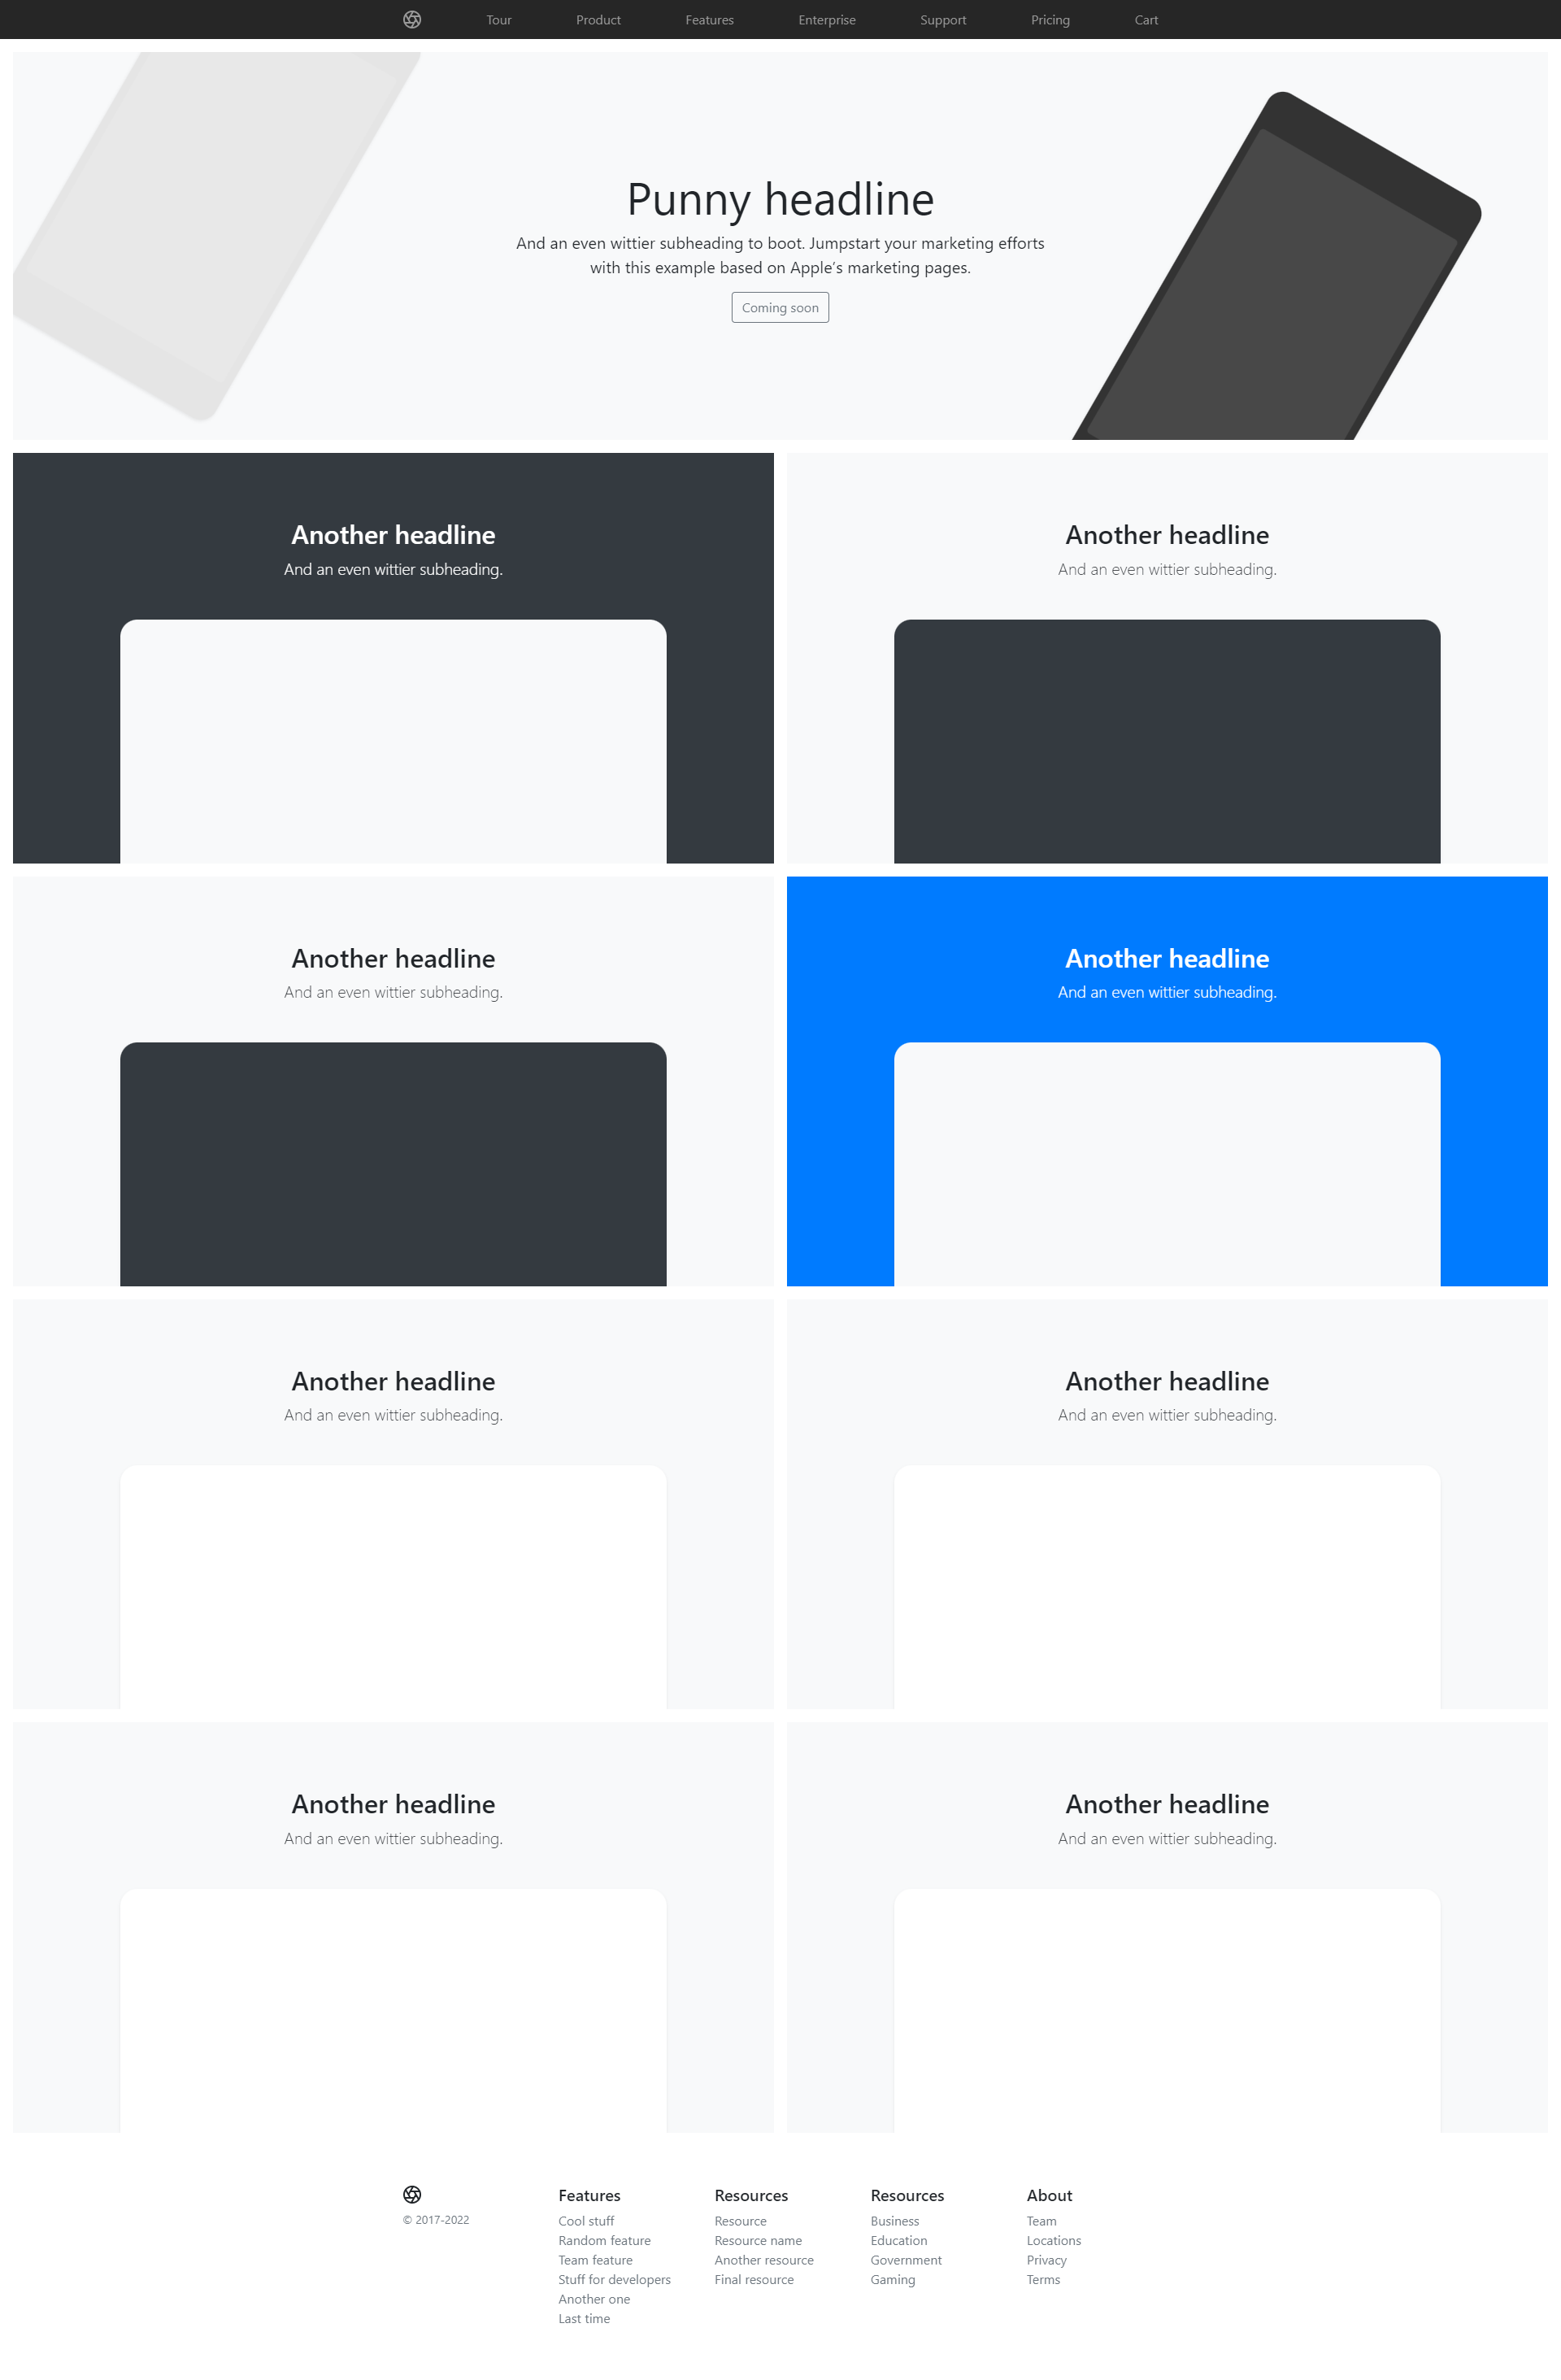 Tour Product Features Enterprise Support Pricing Cart
Punny headline
And an even wittier subheading to boot. Jumpstart your marketing efforts
with this example based on Apple’s marketing pages.
Coming soon
Another headline
And an even wittier subheading.
Another headline
And an even wittier subheading.
Another headline
And an even wittier subheading.
Another headline
And an even wittier subheading.
Another headline
And an even wittier subheading.
Another headline
And an even wittier subheading.
Another headline
And an even wittier subheading.
Another headline
And an even wittier subheading.
© 2017-2022
Features
Cool stuff
Random feature
Team feature
Stuff for developers
Another one
Last time
Resources
Resource
Resource name
Another resource
Final resource
Resources
Business
Education
Government
Gaming
About
Team
Locations
Privacy
Terms